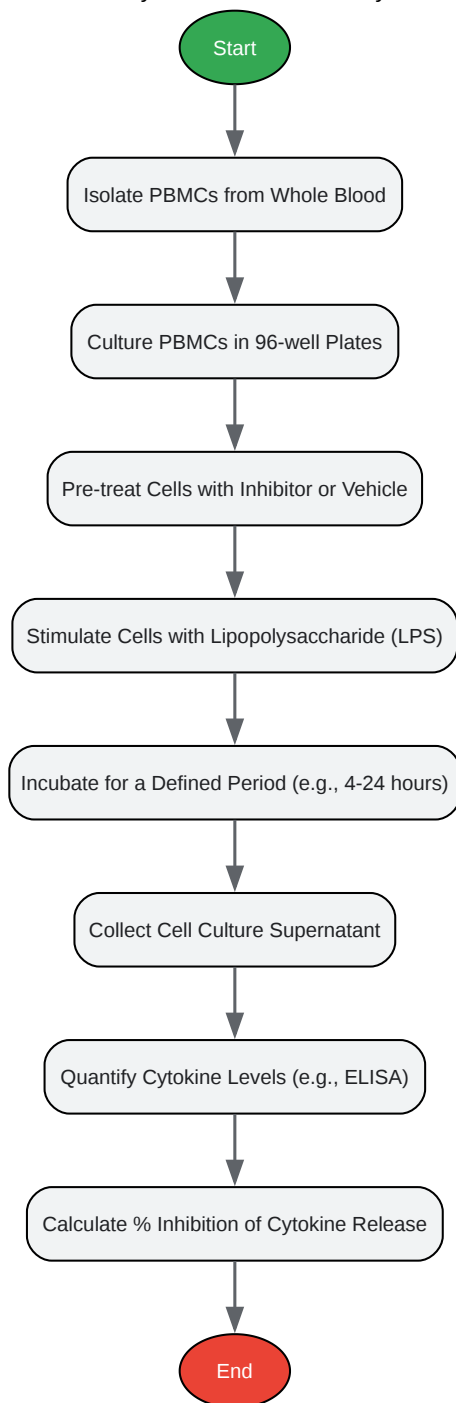 Start
Isolate PBMCs from Whole Blood
Culture PBMCs in 96-well Plates
Pre-treat Cells with Inhibitor or Vehicle
Stimulate Cells with Lipopolysaccharide (LPS)
Incubate for a Defined Period (e.g., 4-24 hours)
Collect Cell Culture Supernatant
Quantify Cytokine Levels (e.g., ELISA)
Calculate % Inhibition of Cytokine Release
End